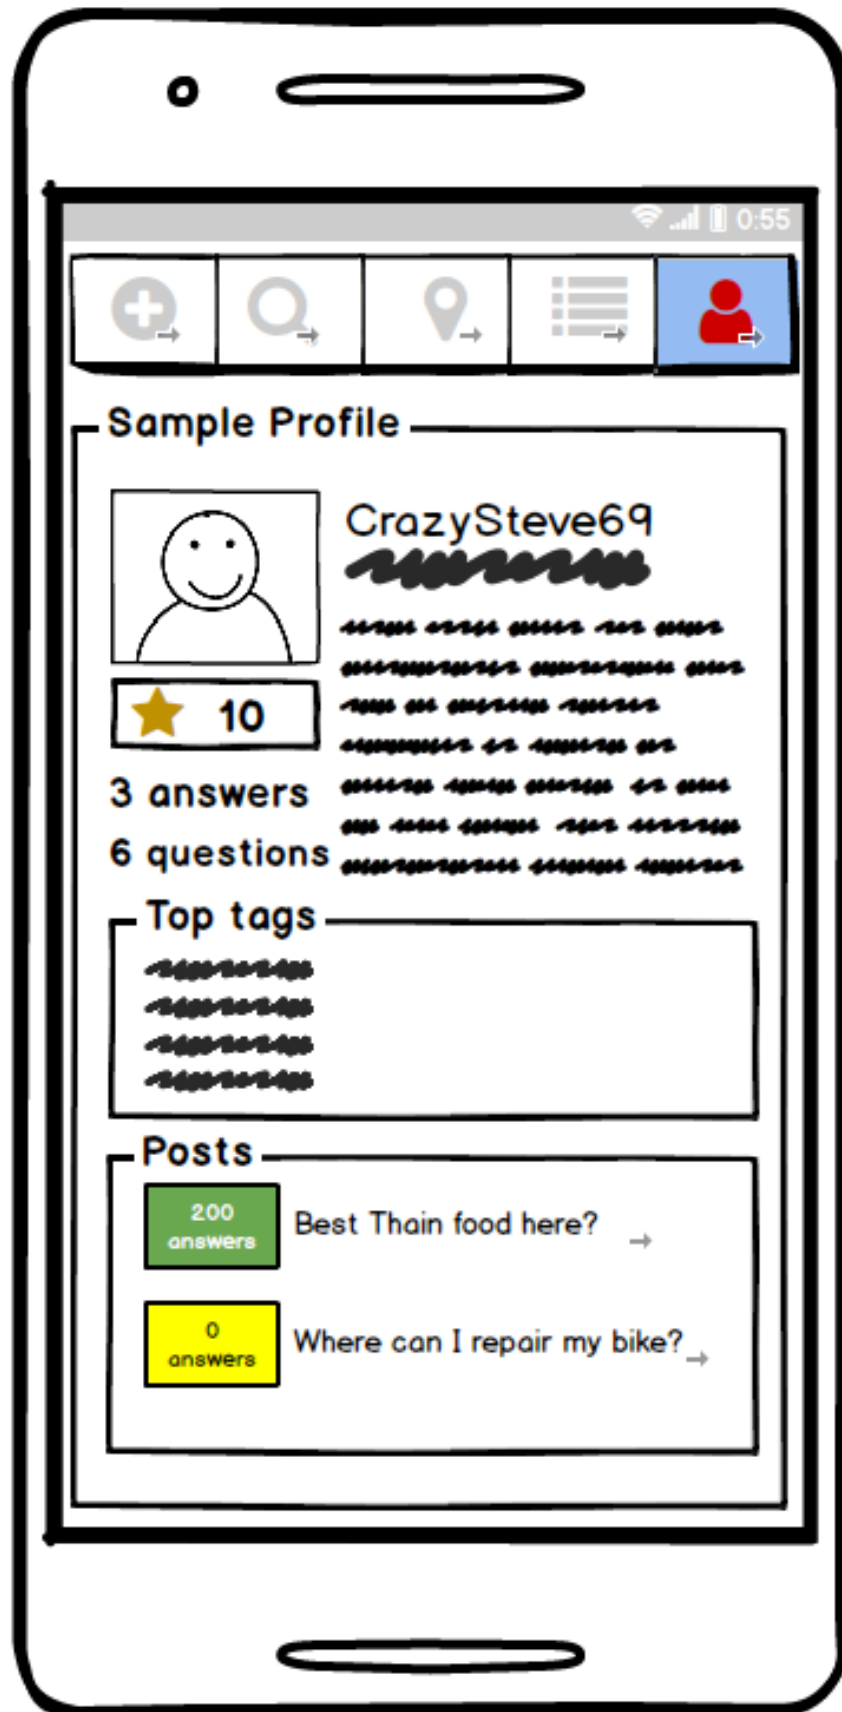 0:55
Sample Profile
CrazySteve69
10
3 answers
6 questions
Top tags
Posts
200
answers
Best Thain food here?
0
answers
Where can I repair my bike?